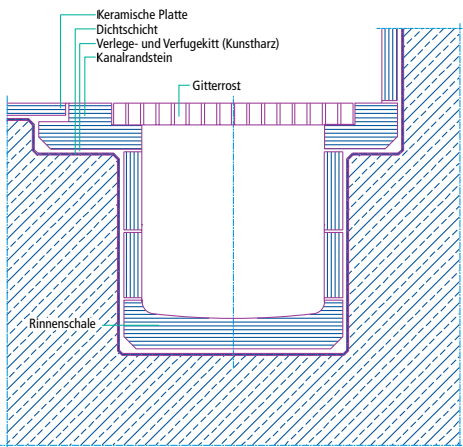 Keramische Platte
Dichtschicht
Verlege- und Verfugekitt (Kunstharz)
Kanalrandstein
Gitterrost
Rinnenschale